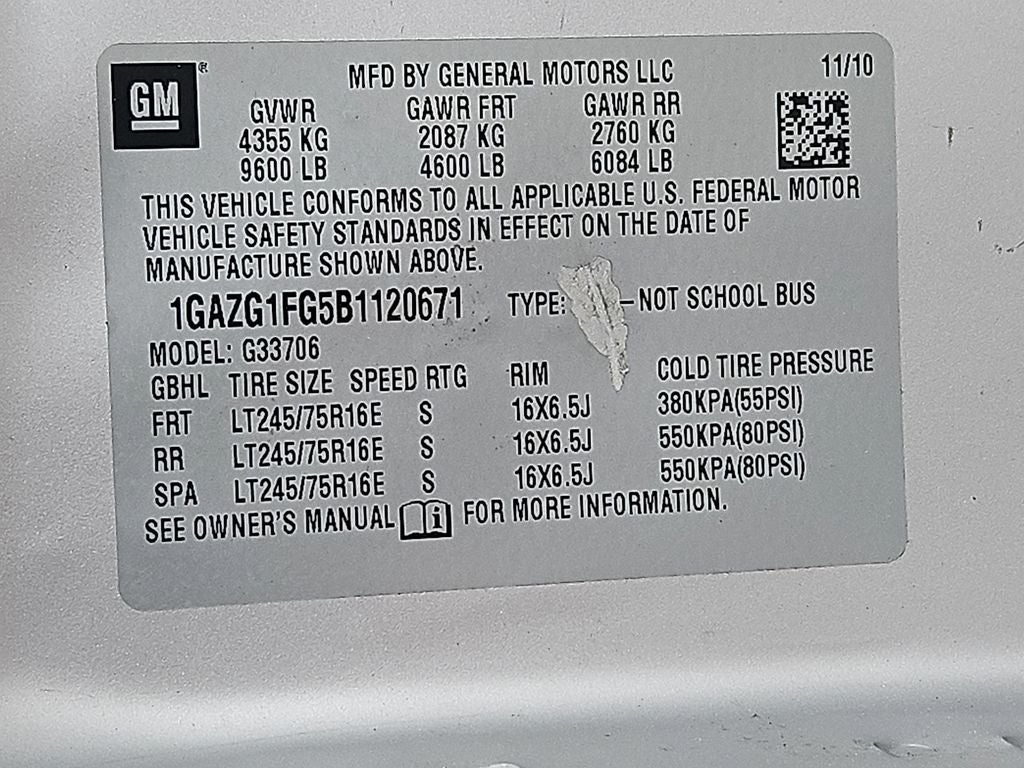 GM ®
MFD BY GENERAL MOTORS LLC 11/10
GVWR GAWR FRT GAWR RR
4355 KG 2087 KG 2760 KG
9600 LB 4600 LB 6084 LB
THIS VEHICLE CONFORMS TO ALL APPLICABLE U.S. FEDERAL MOTOR
VEHICLE SAFETY STANDARDS IN EFFECT ON THE DATE OF
MANUFACTURE SHOWN ABOVE.
1GAZG1FG5B1120671 TYPE: –NOT SCHOOL BUS
MODEL: G33706
GBHL TIRE SIZE SPEED RTG RIM COLD TIRE PRESSURE
FRT LT245/75R16E S 16X6.5J 380KPA(55PSI)
RR LT245/75R16E S 16X6.5J 550KPA(80PSI)
SPA LT245/75R16E S 16X6.5J 550KPA(80PSI)
SEE OWNER'S MANUAL i FOR MORE INFORMATION.